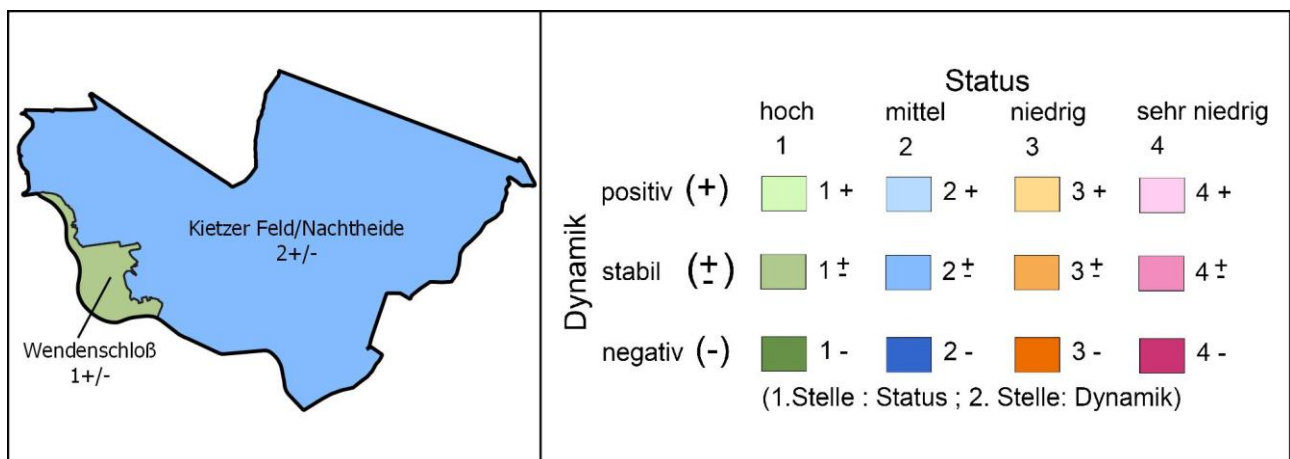 Kietzer Feld/Nachtheide
2+/-
Wendenschloß
1+/-
Status
hoch mittel niedrig sehr niedrig
1 2 3 4
Dynamik
positiv (+) 1 + 2 + 3 + 4 +
stabil (±) 1 ± 2 ± 3 ± 4 ±
negativ (-) 1 - 2 - 3 - 4 -
(1.Stelle : Status ; 2. Stelle: Dynamik)